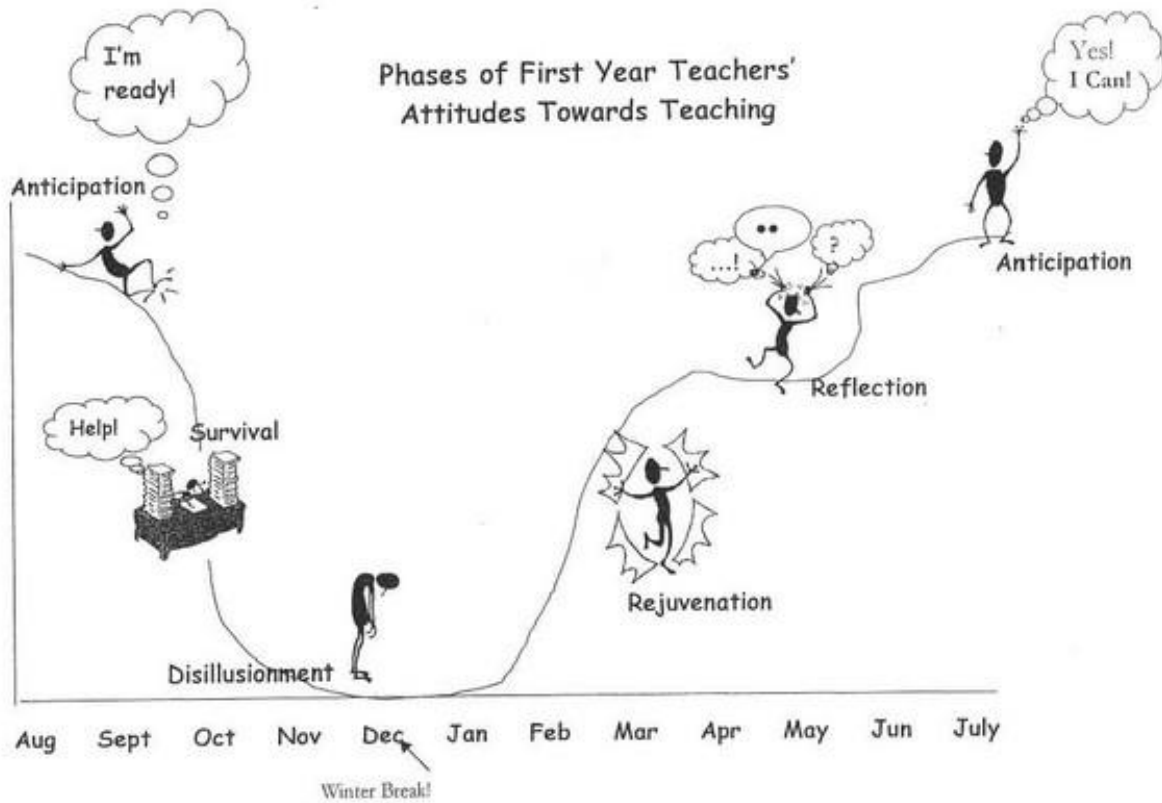 I'm
ready!
Phases of First Year Teachers'
Attitudes Towards Teaching
Yes!
I Can!
Anticipation
...!
••
?
Anticipation
Reflection
Help!
Survival
Rejuvenation
Disillusionment
Aug Sept Oct Nov Dec Jan Feb Mar Apr May Jun July
Winter Break!